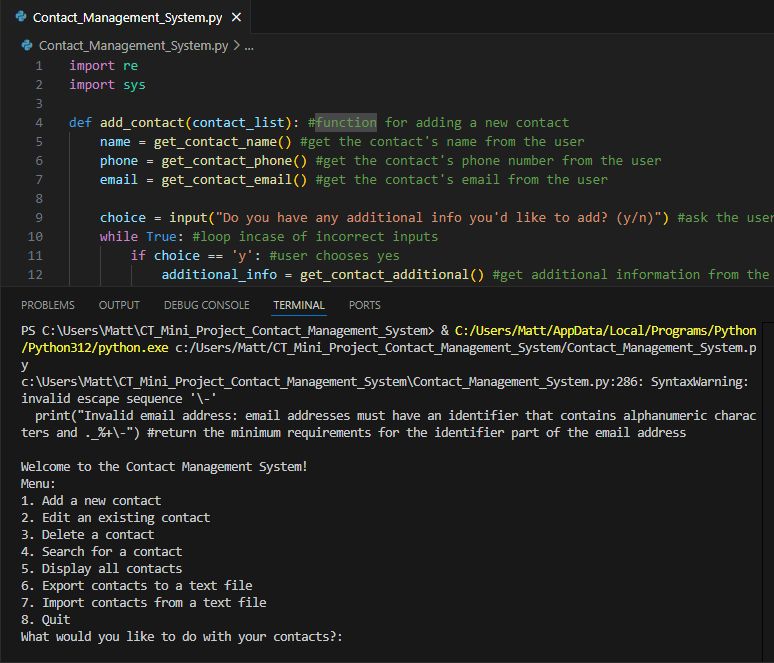 Contact_Management_System.py ×
Contact_Management_System.py > ...
1 import re
2 import sys
3
4 def add_contact(contact_list): #function for adding a new contact
5 name = get_contact_name() #get the contact's name from the user
6 phone = get_contact_phone() #get the contact's phone number from the user
7 email = get_contact_email() #get the contact's email from the user
8
9 choice = input("Do you have any additional info you'd like to add? (y/n)") #ask the user
10 while True: #loop incase of incorrect inputs
11 if choice == 'y': #user chooses yes
12 additional_info = get_contact_additional() #get additional information from the
PROBLEMS OUTPUT DEBUG CONSOLE TERMINAL PORTS
PS C:\Users\Matt\CT_Mini_Project_Contact_Management_System> & C:/Users/Matt/AppData/Local/Programs/Python
/Python312/python.exe c:/Users/Matt/CT_Mini_Project_Contact_Management_System/Contact_Management_System.p
y
c:\Users\Matt\CT_Mini_Project_Contact_Management_System\Contact_Management_System.py:286: SyntaxWarning:
invalid escape sequence '\-'
print("Invalid email address: email addresses must have an identifier that contains alphanumeric charac
ters and ._%+\-") #return the minimum requirements for the identifier part of the email address
Welcome to the Contact Management System!
Menu:
1. Add a new contact
2. Edit an existing contact
3. Delete a contact
4. Search for a contact
5. Display all contacts
6. Export contacts to a text file
7. Import contacts from a text file
8. Quit
What would you like to do with your contacts?: